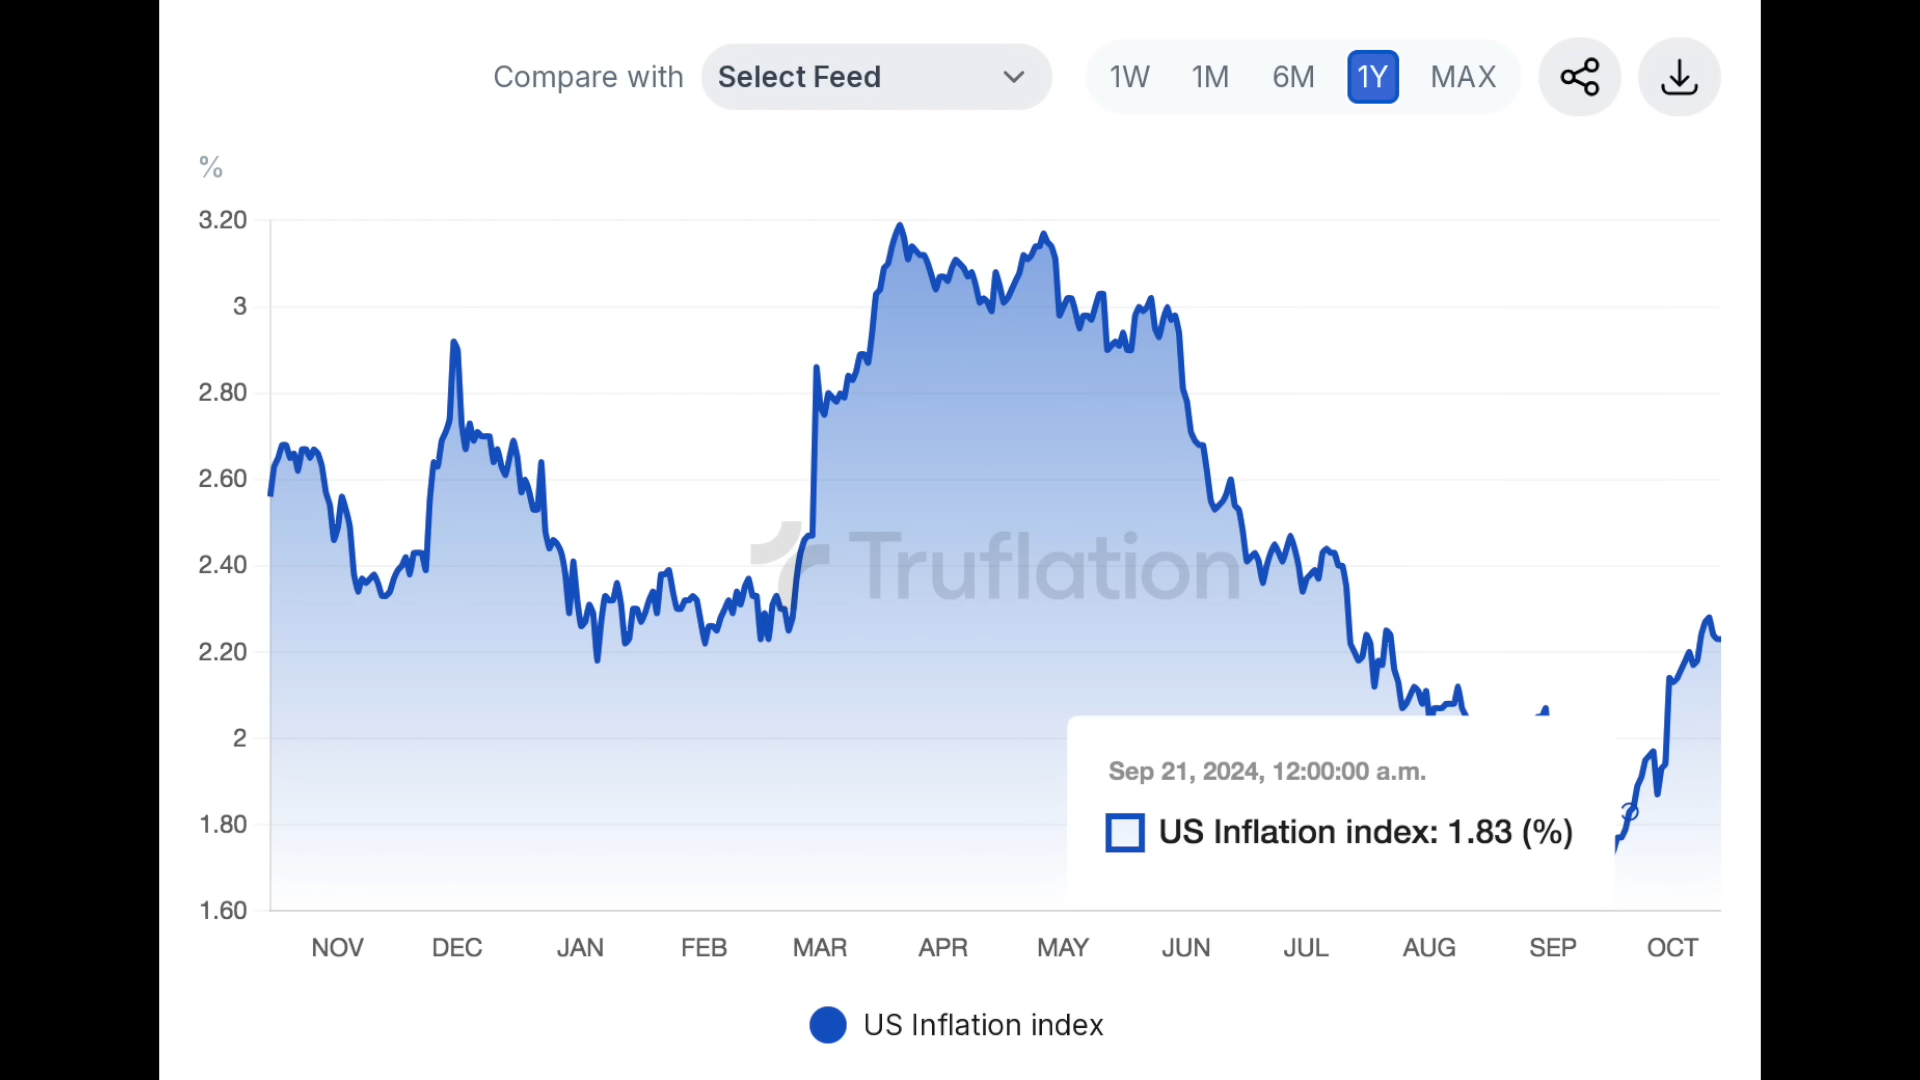 Compare with Select Feed 1W 1M 6M 1Y MAX
%
3.20
3
2.80
2.60
2.40
2.20
2
1.80
1.60
Truflation
Sep 21, 2024, 12:00:00 a.m.
US Inflation index: 1.83 (%)
NOV DEC JAN FEB MAR APR MAY JUN JUL AUG SEP OCT
US Inflation index